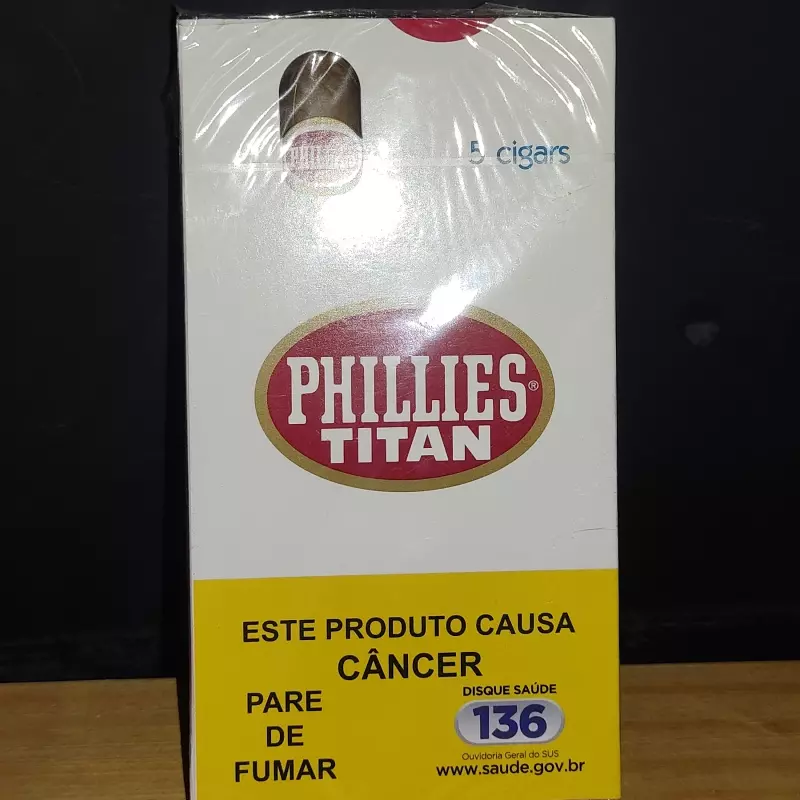 5 cigars
PHILLIES
PHILLIES®
TITAN
ESTE PRODUTO CAUSA
CÂNCER
PARE
DE
FUMAR
DISQUE SAÚDE
136
Ouvidoria Geral do SUS
www.saude.gov.br